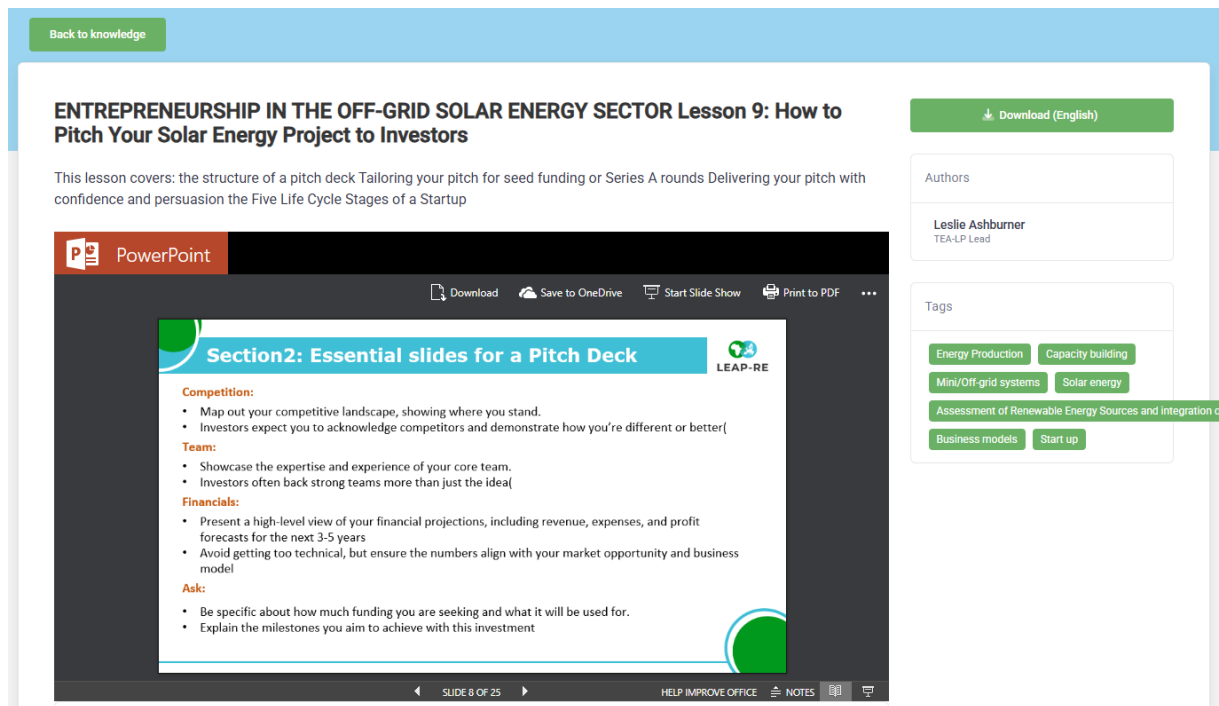 Back to knowledge
ENTREPRENEURSHIP IN THE OFF-GRID SOLAR ENERGY SECTOR Lesson 9: How to
Pitch Your Solar Energy Project to Investors
This lesson covers: the structure of a pitch deck Tailoring your pitch for seed funding or Series A rounds Delivering your pitch with
confidence and persuasion the Five Life Cycle Stages of a Startup
PowerPoint
Download Save to OneDrive Start Slide Show Print to PDF
Section2: Essential slides for a Pitch Deck
LEAP-RE
Competition:
• Map out your competitive landscape, showing where you stand.
• Investors expect you to acknowledge competitors and demonstrate how you're different or better(
Team:
• Showcase the expertise and experience of your core team.
• Investors often back strong teams more than just the idea(
Financials:
• Present a high-level view of your financial projections, including revenue, expenses, and profit
forecasts for the next 3-5 years
• Avoid getting too technical, but ensure the numbers align with your market opportunity and business
model
Ask:
• Be specific about how much funding you are seeking and what it will be used for.
• Explain the milestones you aim to achieve with this investment
SLIDE 8 OF 25 HELP IMPROVE OFFICE NOTES
Download (English)
Authors
Leslie Ashburner
TEA-LP Lead
Tags
Energy Production Capacity building
Mini/Off-grid systems Solar energy
Assessment of Renewable Energy Sources and integration
Business models Start up